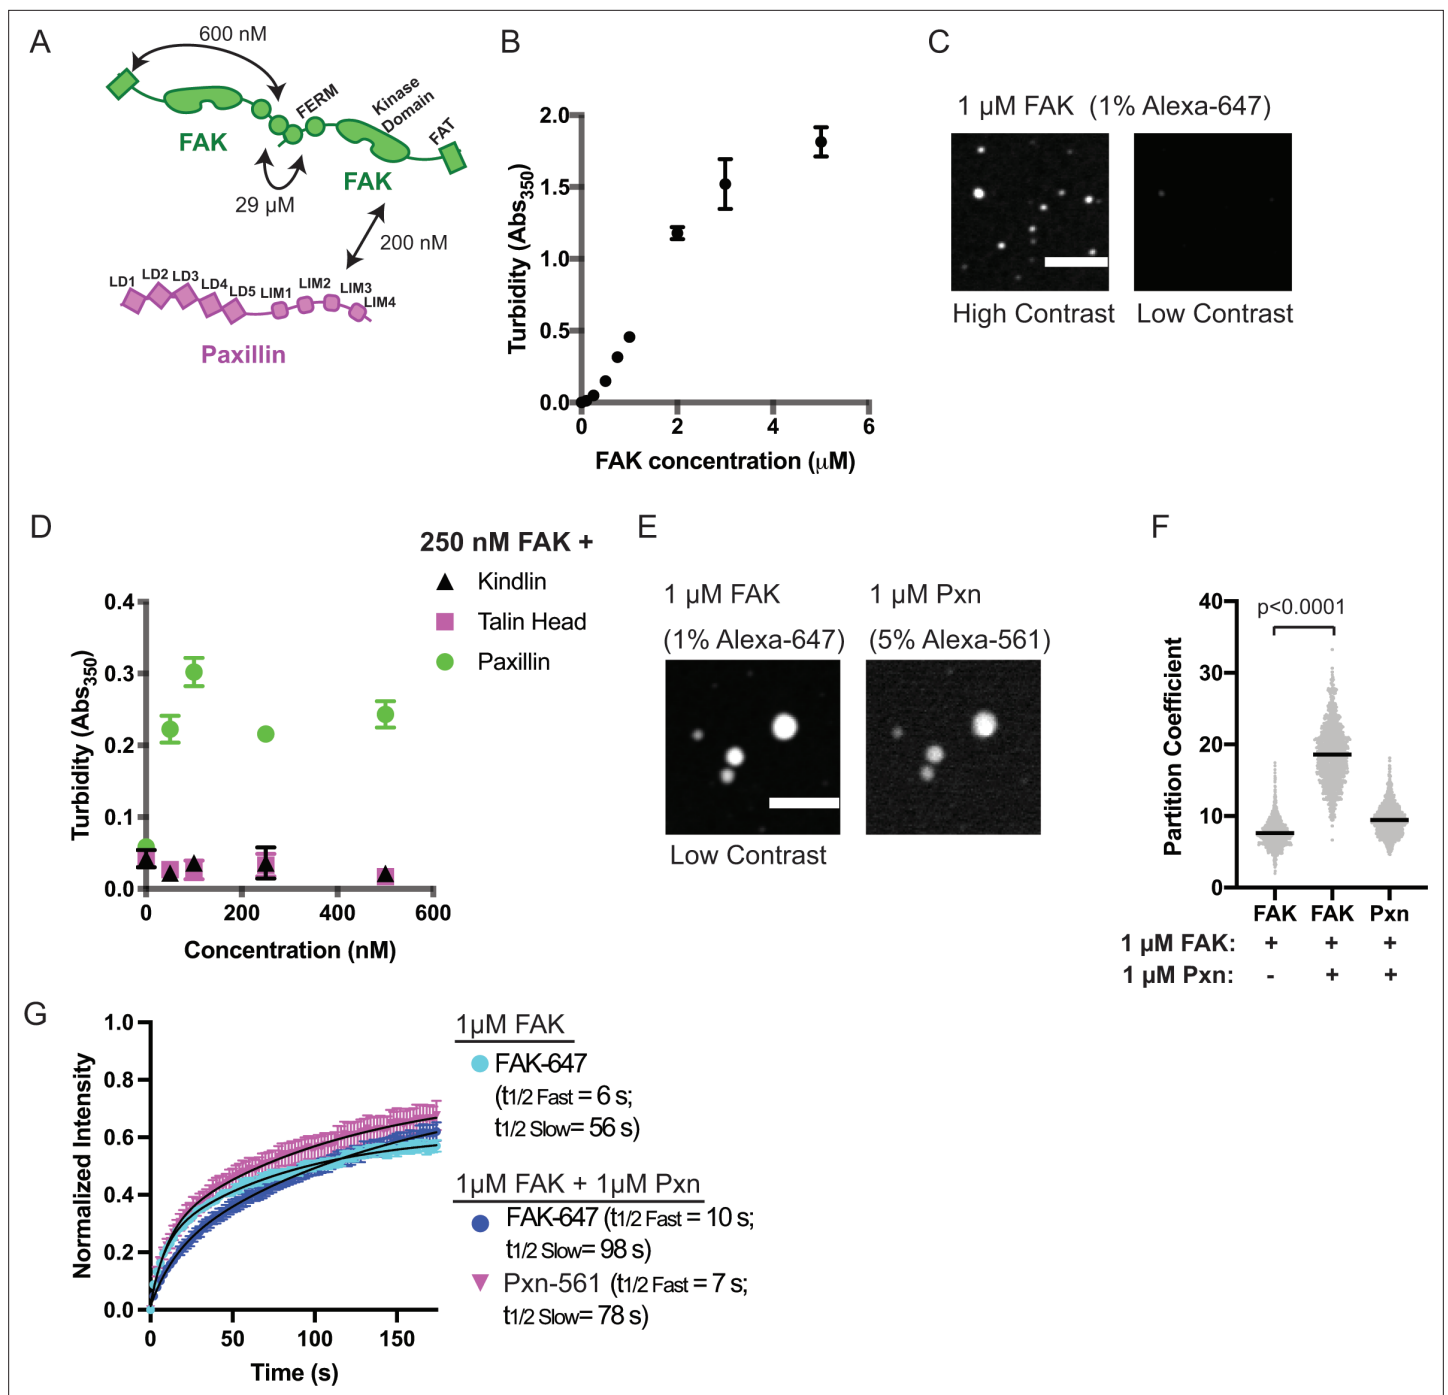 A
600 nM
FERM
Kinase
Domain
FAT
FAK
FAK
29 µM
200 nM
LD1
LD2
LD3
LD4
LD5
LIM1
LIM2
LIM3
LIM4
Paxillin
B
Turbidity (Abs350)
2.0
1.5
1.0
0.5
0.0
0
2
4
6
FAK concentration (µM)
C
1 µM FAK (1% Alexa-647)
High Contrast
Low Contrast
D
250 nM FAK +
Kindlin
Talin Head
Paxillin
Turbidity (Abs350)
0.4
0.3
0.2
0.1
0.0
0
200
400
600
Concentration (nM)
E
1 µM FAK
(1% Alexa-647)
1 µM Pxn
(5% Alexa-561)
Low Contrast
F
Partition Coefficient
40
30
20
10
0
p<0.0001
FAK FAK Pxn
1 µM FAK: + + +
1 µM Pxn: - + +
G
Normalized Intensity
1.0
0.8
0.6
0.4
0.2
0.0
0
50
100
150
Time (s)
1µM FAK
FAK-647
(t1/2 Fast = 6 s;
t1/2 Slow= 56 s)
1µM FAK + 1µM Pxn
FAK-647 (t1/2 Fast = 10 s;
t1/2 Slow= 98 s)
Pxn-561 (t1/2 Fast = 7 s;
t1/2 Slow= 78 s)